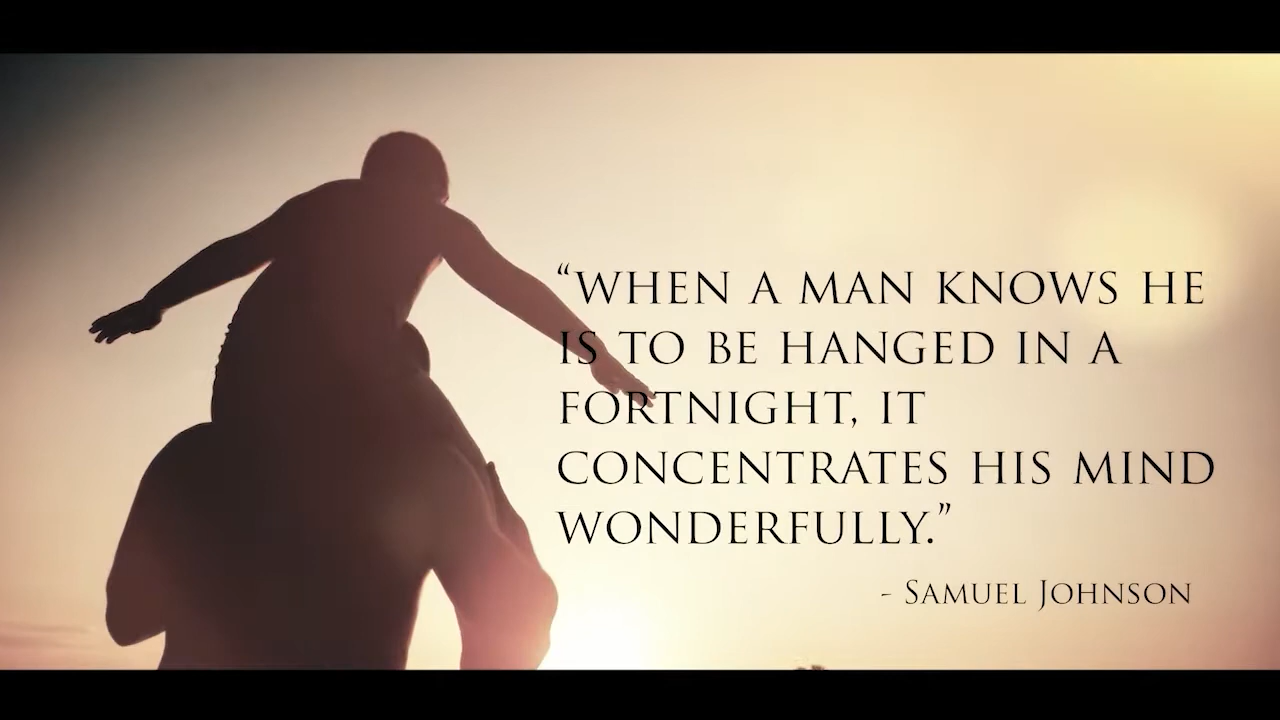 “WHEN A MAN KNOWS HE
IS TO BE HANGED IN A
FORTNIGHT, IT
CONCENTRATES HIS MIND
WONDERFULLY.”
- SAMUEL JOHNSON